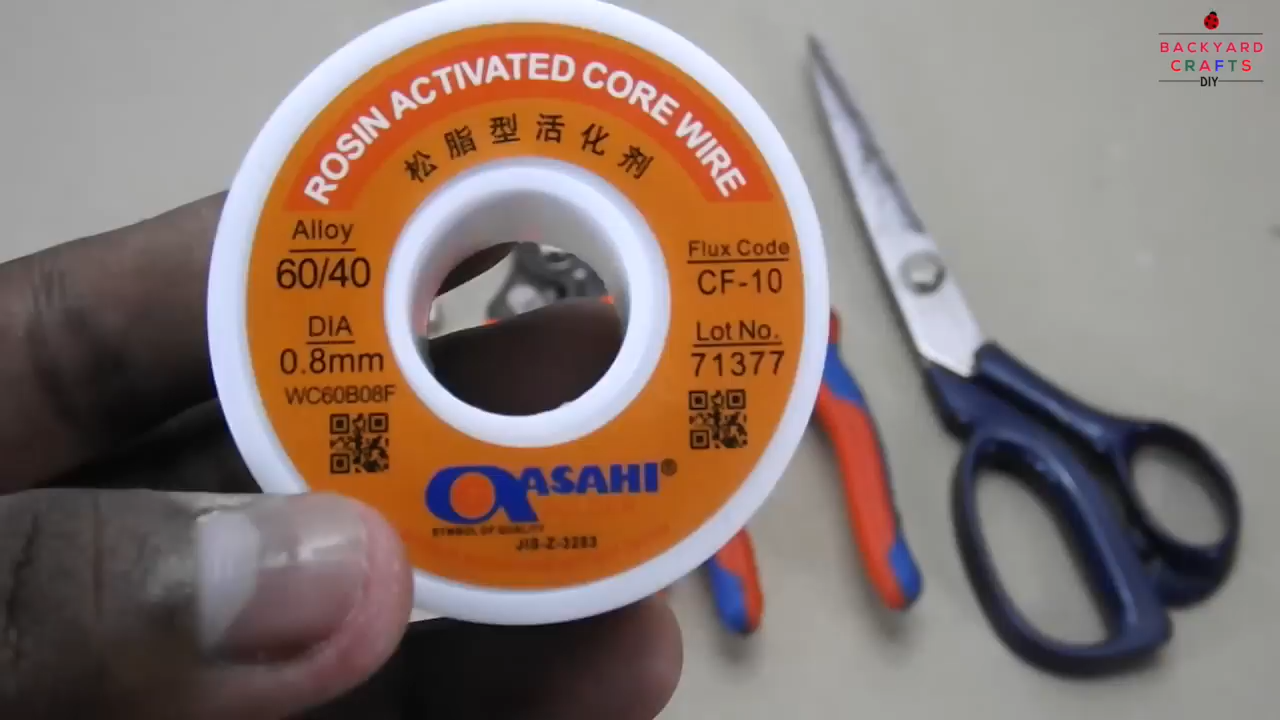 BACKYARD
CRAFTS
DIY
ROSIN ACTIVATED CORE WIRE
松脂型活化剂
Alloy
60/40
DIA
0.8mm
WC60B08F
Flux Code
CF-10
Lot No.
71377
ASAHI®
SYMBOL OF QUALITY
JIS-Z-3283